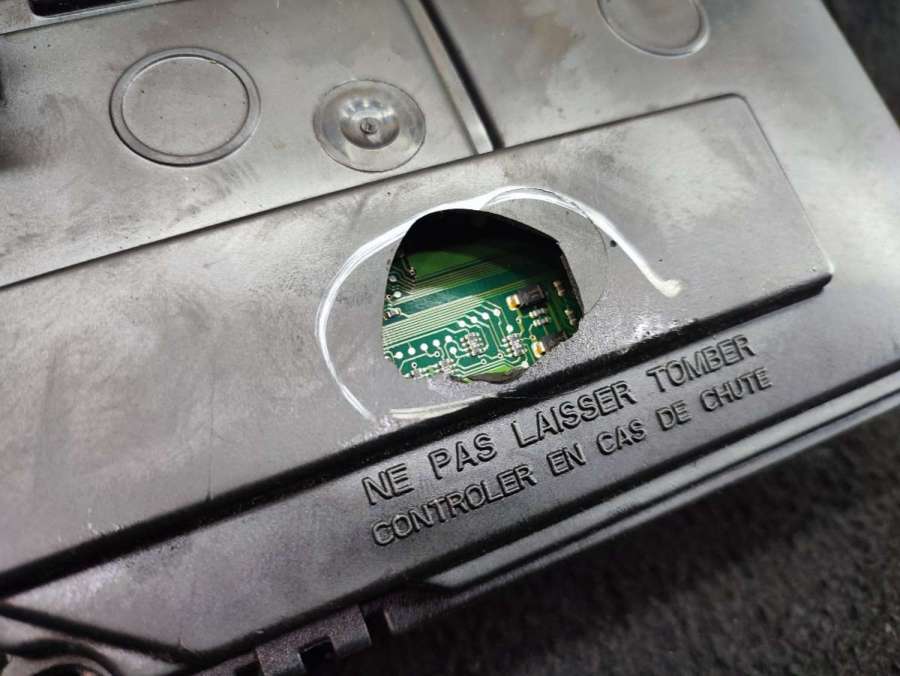 NE PAS LAISSER TOMBER
CONTROLER EN CAS DE CHUTE